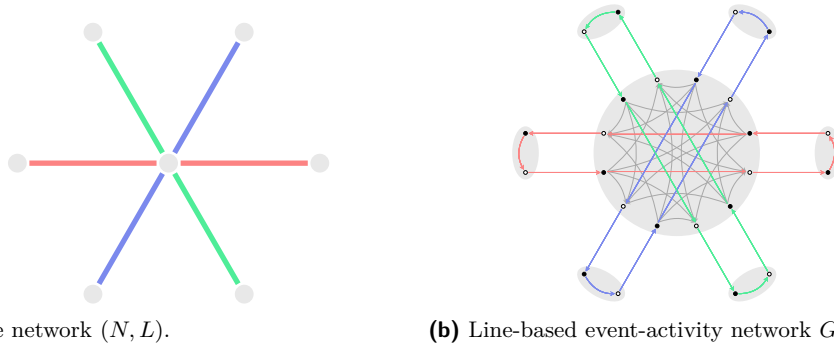 network (N, L).
(b) Line-based event-activity network G